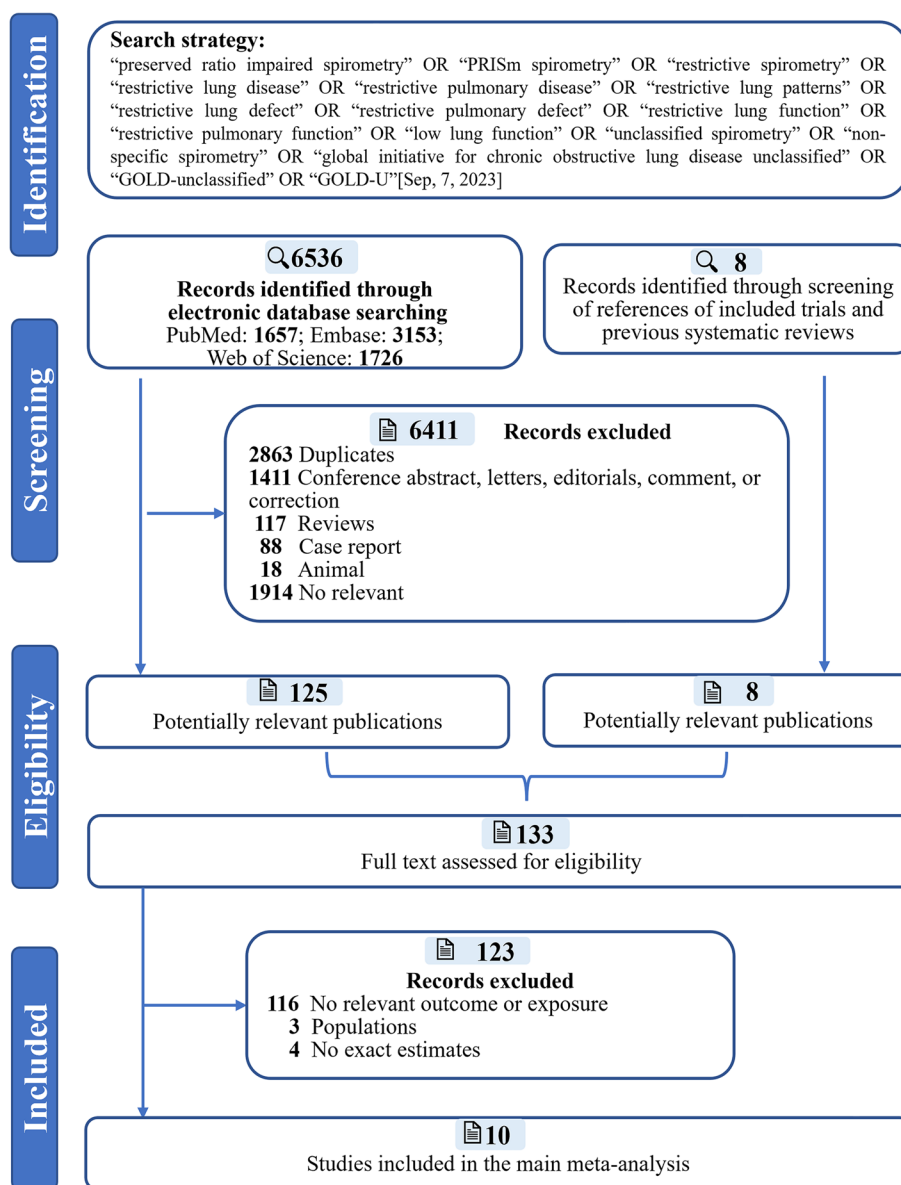 Identification
Search strategy:
“preserved ratio impaired spirometry” OR “PRISm spirometry” OR “restrictive spirometry” OR
“restrictive lung disease” OR “restrictive pulmonary disease” OR “restrictive lung patterns” OR
“restrictive lung defect” OR “restrictive pulmonary defect” OR “restrictive lung function” OR
“restrictive pulmonary function” OR “low lung function” OR “unclassified spirometry” OR “non-
specific spirometry” OR “global initiative for chronic obstructive lung disease unclassified” OR
“GOLD-unclassified” OR “GOLD-U”[Sep, 7, 2023]
6536
Records identified through
electronic database searching
PubMed: 1657; Embase: 3153;
Web of Science: 1726
8
Records identified through screening
of references of included trials and
previous systematic reviews
Screening
6411 Records excluded
2863 Duplicates
1411 Conference abstract, letters, editorials, comment, or
correction
117 Reviews
88 Case report
18 Animal
1914 No relevant
Eligibility
125
Potentially relevant publications
8
Potentially relevant publications
133
Full text assessed for eligibility
Included
123
Records excluded
116 No relevant outcome or exposure
3 Populations
4 No exact estimates
10
Studies included in the main meta-analysis